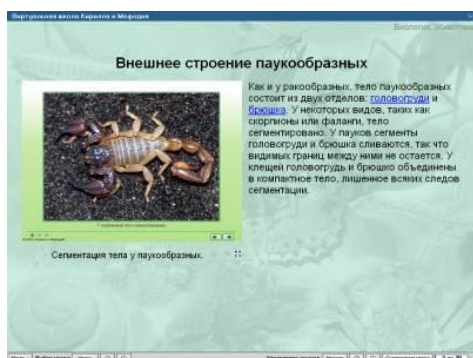 Виртуальная школа Кирилла и Мефодия
Биология. Животные
Внешнее строение паукообразных
Как и у ракообразных, тело паукообразных
состоит из двух отделов: головогруди и
брюшка. У некоторых видов, таких как
скорпионы или фаланги, тело
сегментировано. У пауков сегменты
головогруди и брюшка сливаются, так что
видимых границ между ними не остается. У
клещей головогрудь и брюшко объединены
в компактное тело, лишенное всяких следов
сегментации.
Сегментация тела у паукообразных.